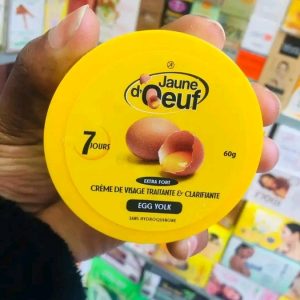 Jaune
d'Oeuf
7
JOURS
60g
EXTRA FORT
CRÈME DE VISAGE TRAITANTE & CLARIFIANTE
EGG YOLK
SANS HYDROQUINONE